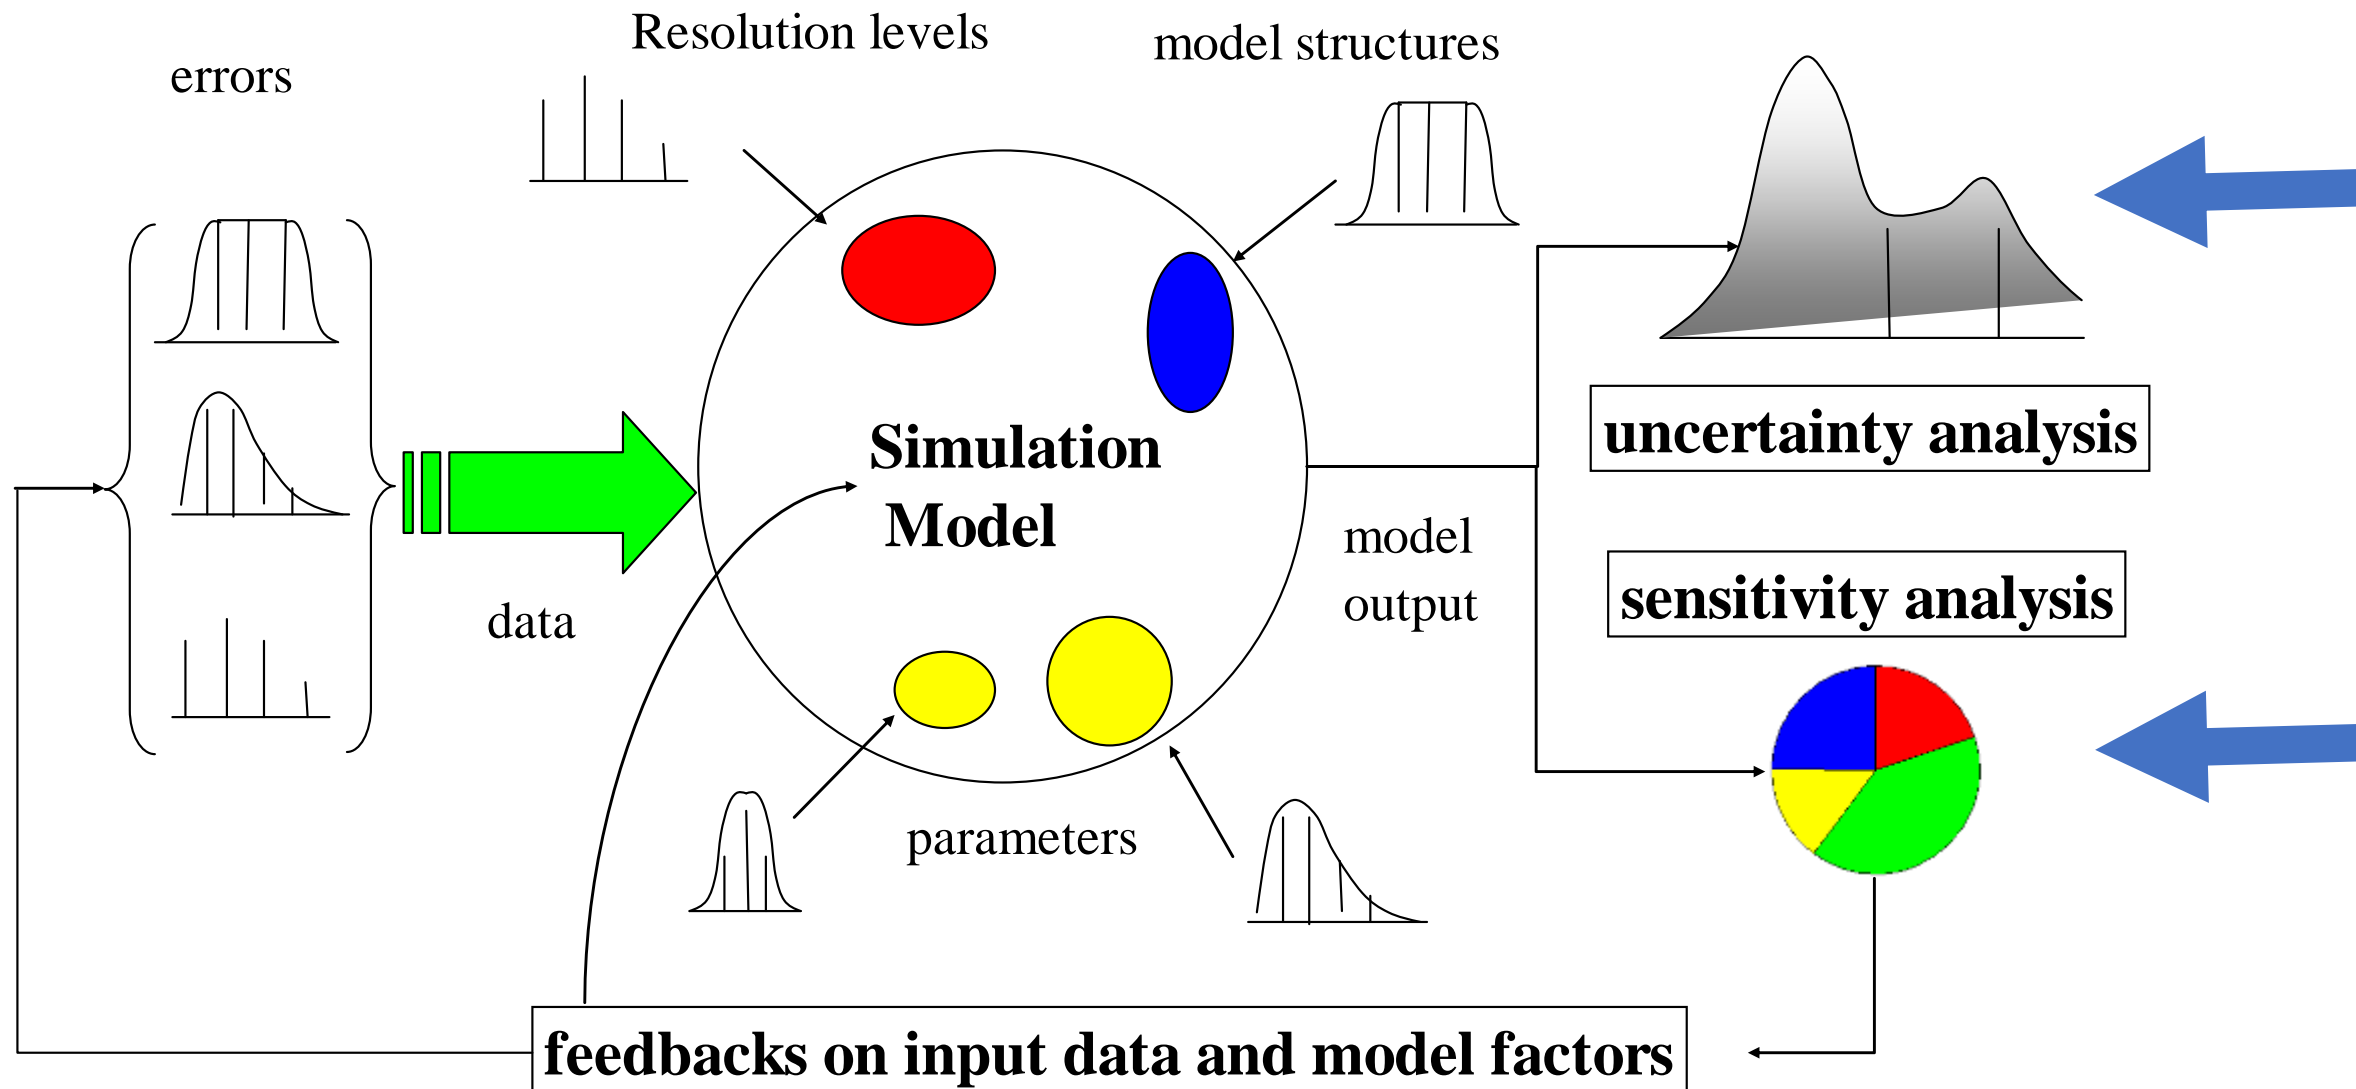 Resolution levels
model structures
errors
uncertainty analysis
Simulation
Model
model
output
sensitivity analysis
data
parameters
feedbacks on input data and model factors